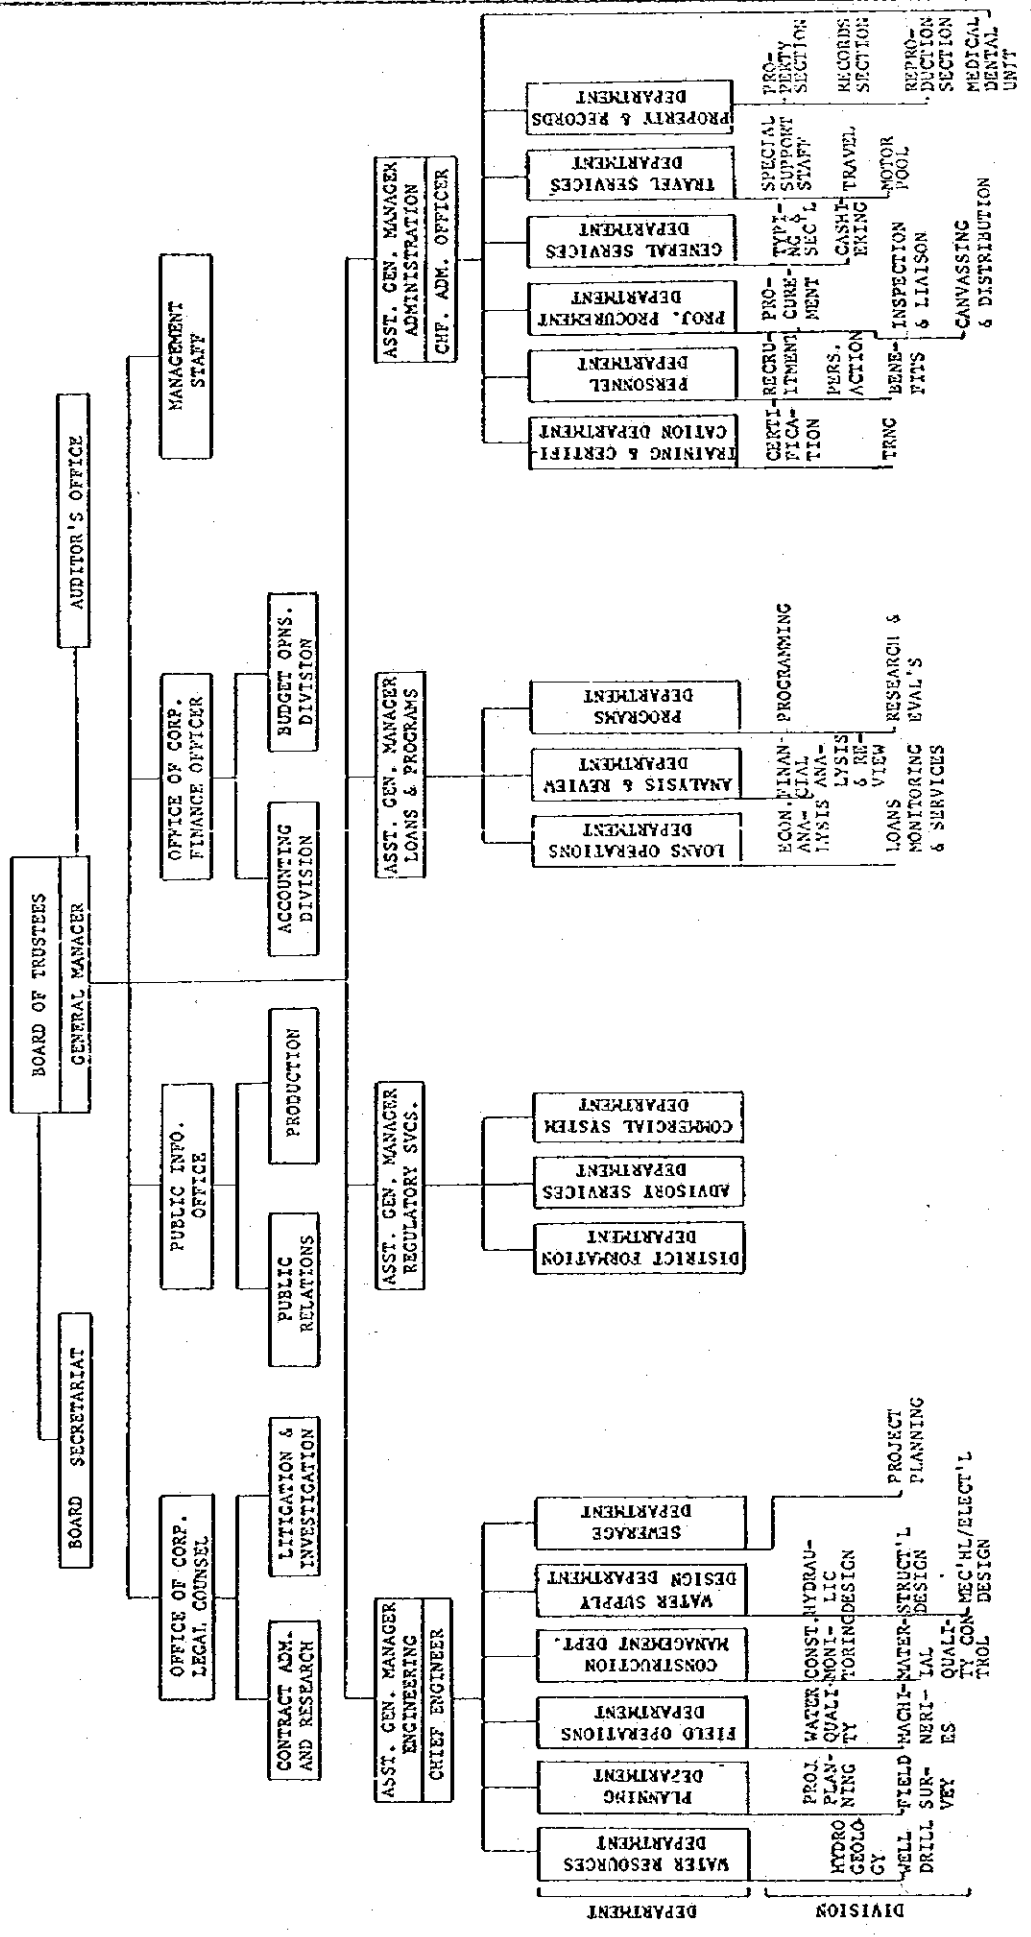 BOARD OF TRUSTEES
GENERAL MANAGER
BOARD SECRETARIAT
AUDITOR'S OFFICE
OFFICE OF CORP.
LEGAL COUNSEL
PUBLIC INFO.
OFFICE
OFFICE OF CORP.
FINANCE OFFICER
MANAGEMENT
STAFF
CONTRACT ADM.
AND RESEARCH
LITIGATION &
INVESTIGATION
PUBLIC
RELATIONS
PRODUCTION
ACCOUNTING
DIVISION
BUDGET OPNS.
DIVISION
ASST. GEN. MANAGER
ENGINEERING
CHIEF ENGINEER
ASST. GEN. MANAGER
REGULATORY SVCS.
ASST. GEN. MANAGER
LOANS & PROGRAMS
ASST. GEN. MANAGER
ADMINISTRATION
CHF. ADM. OFFICER
DEPARTMENT
WATER RESOURCES
DEPARTMENT
PLANNING
DEPARTMENT
FIELD OPERATIONS
DEPARTMENT
CONSTRUCTION
MANAGEMENT DEPT.
WATER SUPPLY
DESIGN DEPARTMENT
SEWERAGE
DEPARTMENT
DISTRICT FORMATION
DEPARTMENT
ADVISORY SERVICES
DEPARTMENT
COMMERCIAL SYSTEM
DEPARTMENT
LOANS OPERATIONS
DEPARTMENT
ANALYSIS & REVIEW
DEPARTMENT
PROGRAMS
DEPARTMENT
TRAINING & CERTIFI-
CATION DEPARTMENT
PERSONNEL
DEPARTMENT
PROJ. PROCUREMENT
DEPARTMENT
GENERAL SERVICES
DEPARTMENT
TRAVEL SERVICES
DEPARTMENT
PROPERTY & RECORDS
DEPARTMENT
DIVISION
HYDRO
GEOLO
GY
WELL
DRILL
PROJ.
PLAN-
NING
FIELD
SUR-
VEY
WATER
QUALI-
TY
MACHI-
NERI-
ES
CONST.
MONI-
TORING
MATER-
IAL
QUALI-
TY CON-
TROL
HYDRAU-
LIC
DESIGN
STRUCT'L
DESIGN
MEC'HL/ELECT'L
DESIGN
PROJECT
PLANNING
ECON.
ANA-
LYSIS
LOANS
MONITORING
& SERVICES
FINAN-
CIAL
ANA-
LYSIS
& RE-
VIEW
PROGRAMMING
RESEARCH &
EVAL'S
CERTI-
FICA-
TION
TRNG
RECRU-
ITMENT
PERS.
ACTION
BENE-
FITS
PRO-
CURE-
MENT
INSPECTION
& LIAISON
CANVASSING
& DISTRIBUTION
TYPI-
NG &
SEC'L
CASHI-
ERING
SPECIAL
SUPPORT
STAFF
TRAVEL
MOTOR
POOL
PRO-
PERTY
SECTION
RECORDS
SECTION
REPRO-
DUCTION
SECTION
MEDICAL
DENTAL
UNIT